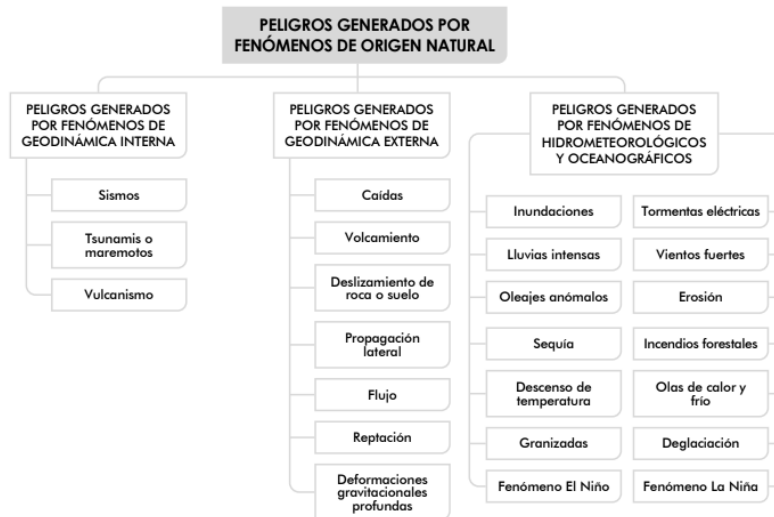 PELIGROS GENERADOS POR
FENÓMENOS DE ORIGEN NATURAL
PELIGROS GENERADOS
POR FENÓMENOS DE
GEODINÁMICA INTERNA
Sismos
Tsunamis o
maremotos
Vulcanismo
PELIGROS GENERADOS
POR FENÓMENOS DE
GEODINÁMICA EXTERNA
Caídas
Volcamiento
Deslizamiento de
roca o suelo
Propagación
lateral
Flujo
Reptación
Deformaciones
gravitacionales
profundas
PELIGROS GENERADOS
POR FENÓMENOS DE
HIDROMETEOROLÓGICOS
Y OCEANOGRÁFICOS
Inundaciones
Lluvias intensas
Oleajes anómalos
Sequía
Descenso de
temperatura
Granizadas
Fenómeno El Niño
Tormentas eléctricas
Vientos fuertes
Erosión
Incendios forestales
Olas de calor y
frío
Deglaciación
Fenómeno La Niña